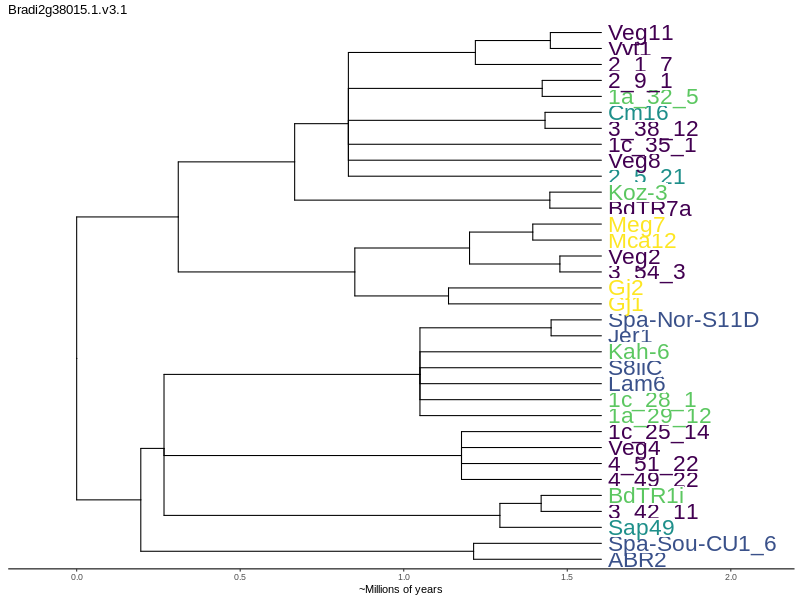 Bradi2g38015.1.v3.1
Veg11
Vvt1
2_1_7
2_9_1
1a_32_5
Cm16
3_38_12
1c_35_1
Veg8
2_5_21
Koz-3
BdTR7a
Meg7
Mca12
Veg2
3_54_3
Gj2
Gj1
Spa-Nor-S11D
Jer1
Kah-6
S8iiC
Lam6
1c_28_1
1a_29_12
1c_25_14
Veg4
4_51_22
4_49_22
BdTR1i
3_42_11
Sap49
Spa-Sou-CU1_6
ABR2
0.0 0.5 1.0 1.5 2.0
~Millions of years